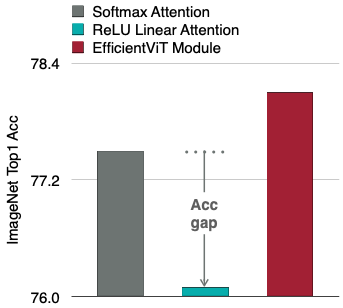 Softmax Attention
ReLU Linear Attention
EfficientViT Module
ImageNet Top1 Acc
78.4
77.2
76.0
Acc
gap